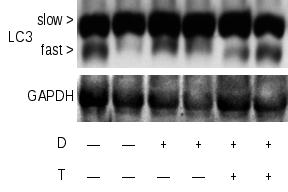 slow >
LC3
fast >
GAPDH
D — — + + + +
T — — — — + +